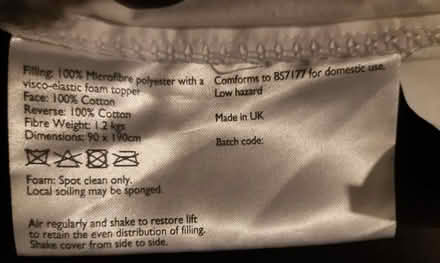 Filling: 100% Microfibre polyester with a
visco-elastic foam topper
Face: 100% Cotton
Reverse: 100% Cotton
Fibre Weight: 1.2 kgs
Dimensions: 90 x 190cm
Foam: Spot clean only.
Local soiling may be sponged.
Air regularly and shake to restore lift
to retain the even distribution of filling.
Shake cover from side to side.
Comforms to BS7177 for domestic use.
Low hazard
Made in UK
Batch code: